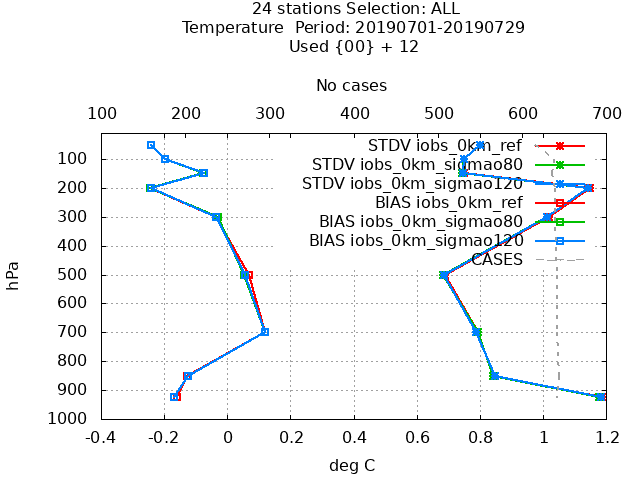 24 stations Selection: ALL
Temperature  Period: 20190701-20190729
Used {00} + 12
No cases
100 200 300 400 500 600 700
STDV iobs_0km_ref
STDV iobs_0km_sigmao80
STDV iobs_0km_sigmao120
BIAS iobs_0km_ref
BIAS iobs_0km_sigmao80
BIAS iobs_0km_sigmao120
CASES
hPa
100
200
300
400
500
600
700
800
900
1000
-0.4 -0.2 0 0.2 0.4 0.6 0.8 1 1.2
deg C